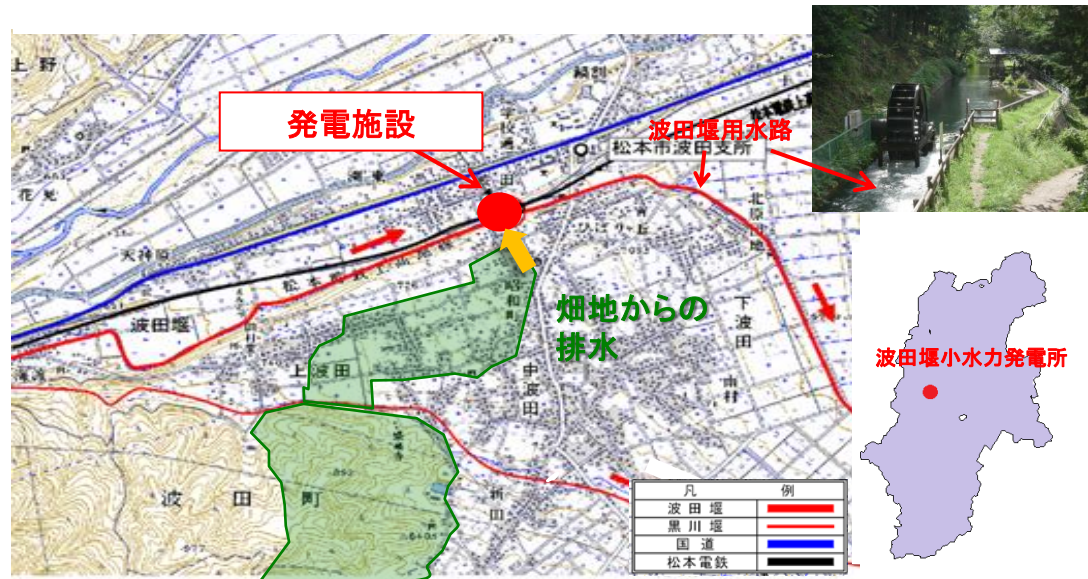 発電施設
波田堰用水路
松本市波田支所
上野
花見
天神原
波田堰
上波田
昭和町
畑地からの
排水
中波田
下波田
南村
新田
波田町
波田堰小水力発電所
凡例
波田堰
黒川堰
国道
松本電鉄